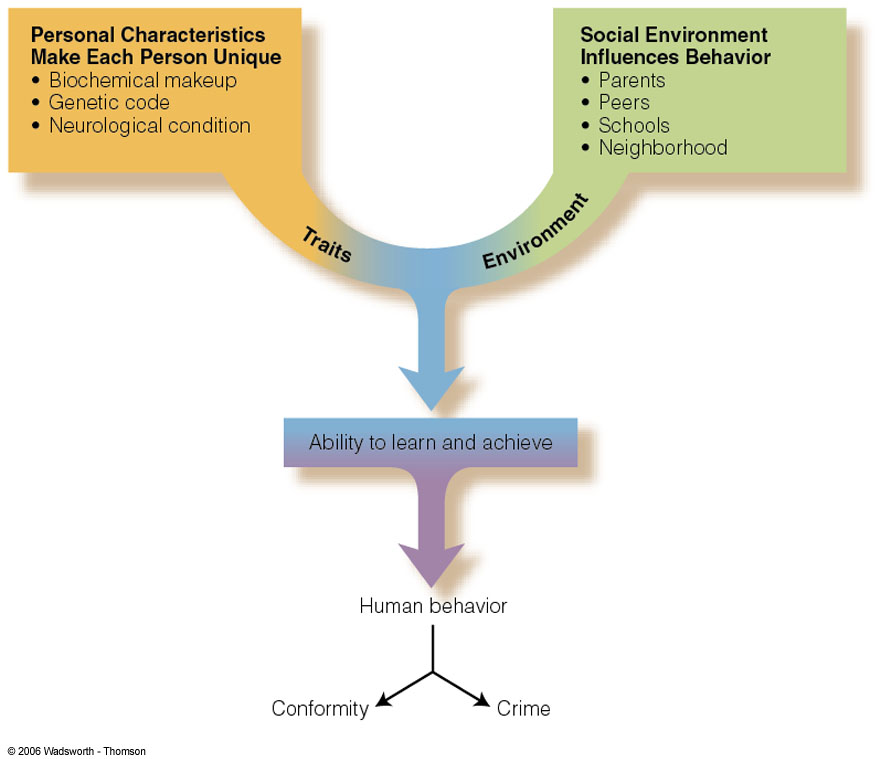 Personal Characteristics
Make Each Person Unique
• Biochemical makeup
• Genetic code
• Neurological condition
Social Environment
Influences Behavior
• Parents
• Peers
• Schools
• Neighborhood
Traits
Environment
Ability to learn and achieve
Human behavior
Conformity
Crime
© 2006 Wadsworth - Thomson